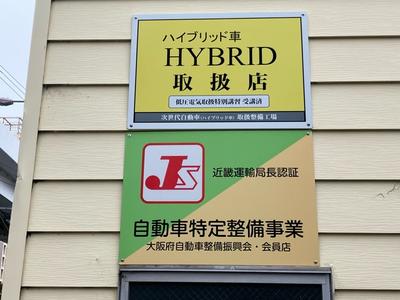 ハイブリッド車
HYBRID
取扱店
低圧電気取扱特別講習 受講済
次世代自動車(ハイブリッド車)取扱整備工場
JS
近畿運輸局長認証
自動車特定整備事業
大阪府自動車整備振興会・会員店